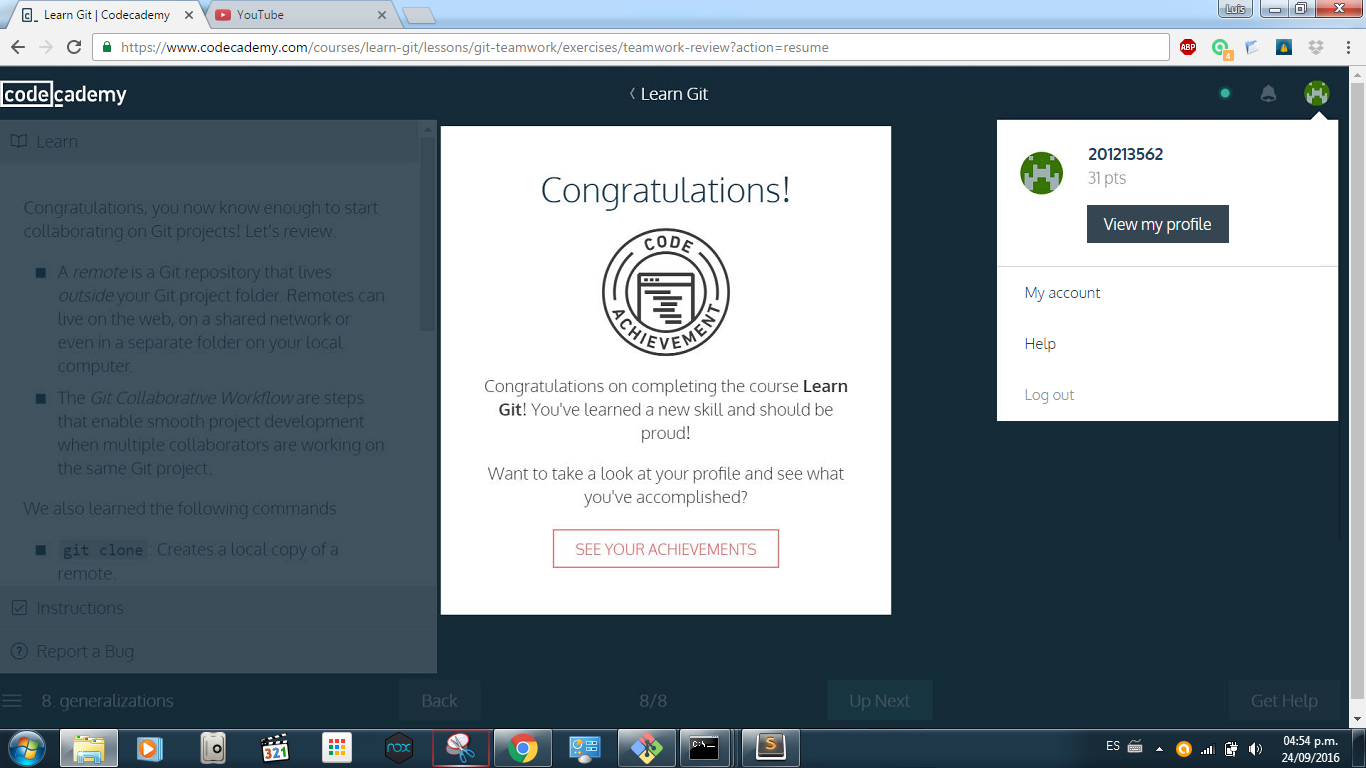 Learn Git | Codecademy
YouTube
Luis
https://www.codecademy.com/courses/learn-git/lessons/git-teamwork/exercises/teamwork-review?action=resume
ABP
4
codecademy
Learn Git
Learn
Congratulations, you now know enough to start
collaborating on Git projects! Let's review.
A remote is a Git repository that lives
outside your Git project folder. Remotes can
live on the web, on a shared network or
even in a separate folder on your local
computer.
The Git Collaborative Workflow are steps
that enable smooth project development
when multiple collaborators are working on
the same Git project.
We also learned the following commands
git clone: Creates a local copy of a
remote.
Instructions
Report a Bug
Congratulations!
CODE
ACHIEVEMENT
Congratulations on completing the course Learn
Git! You've learned a new skill and should be
proud!
Want to take a look at your profile and see what
you've accomplished?
SEE YOUR ACHIEVEMENTS
201213562
31 pts
View my profile
My account
Help
Log out
8. generalizations
Back
8/8
Up Next
Get Help
321
nox
C:\
S
ES
04:54 p.m.
24/09/2016